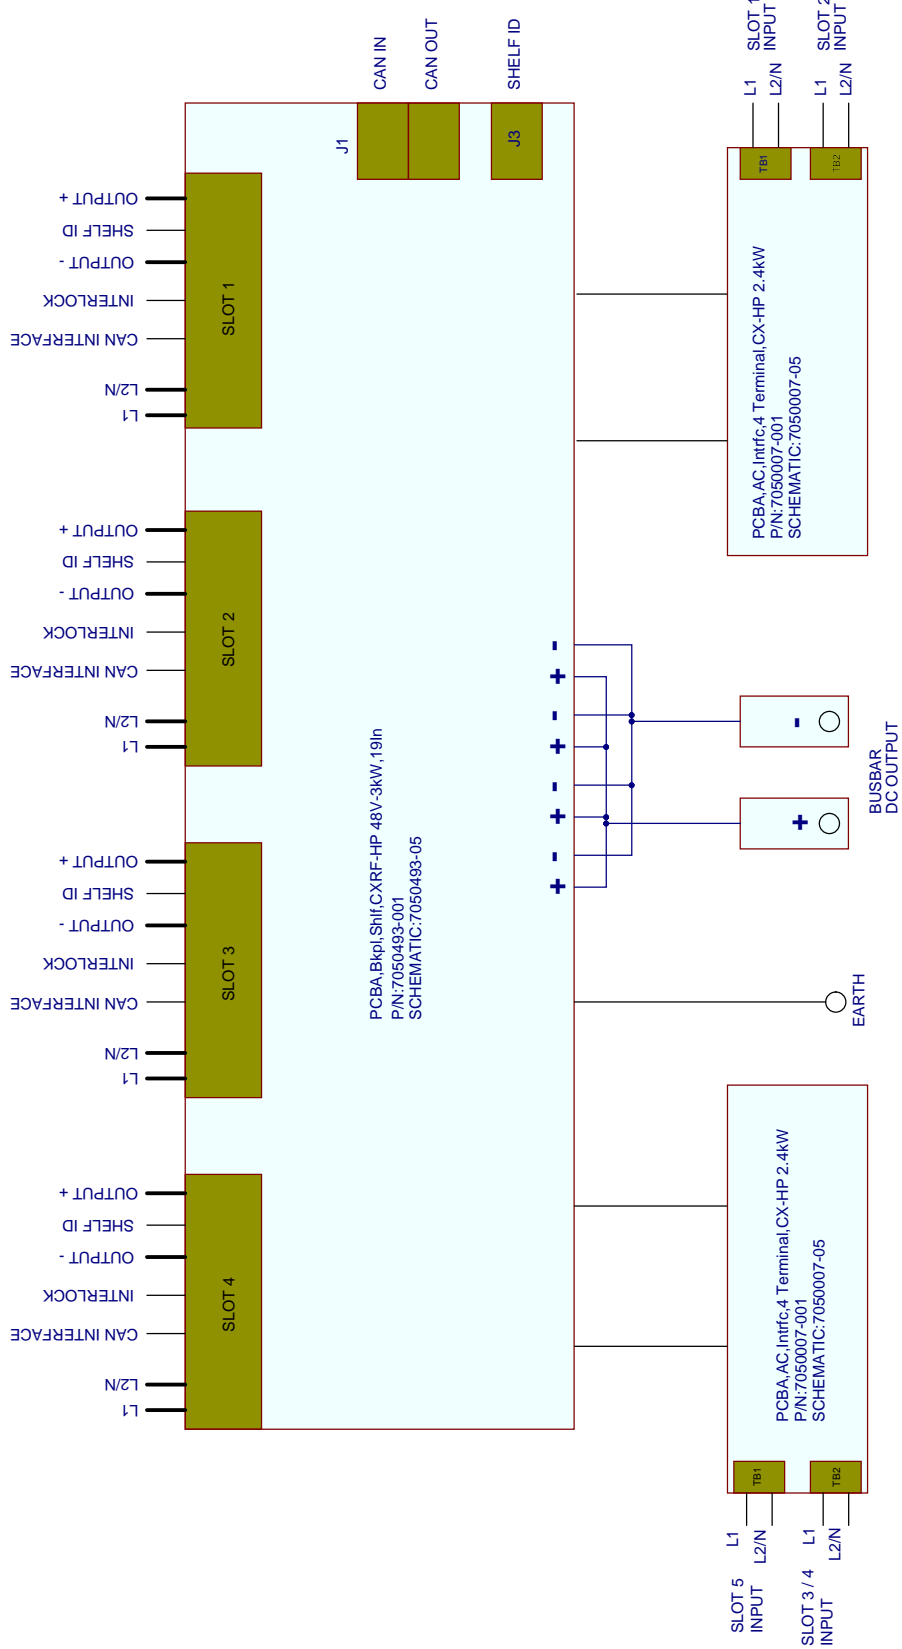 SLOT 4
L1
L2/N
CAN INTERFACE
INTERLOCK
OUTPUT -
SHELF ID
OUTPUT +
SLOT 3
L1
L2/N
CAN INTERFACE
INTERLOCK
OUTPUT -
SHELF ID
OUTPUT +
SLOT 2
L1
L2/N
CAN INTERFACE
INTERLOCK
OUTPUT -
SHELF ID
OUTPUT +
SLOT 1
L1
L2/N
CAN INTERFACE
INTERLOCK
OUTPUT -
SHELF ID
OUTPUT +
J1
CAN IN
CAN OUT
J3
SHELF ID
PCBA,Bkpl,Shlf,CXRF-HP 48V-3kW,19In
P/N:7050493-001
SCHEMATIC:7050493-05
+ - + - + - + -
SLOT 5
INPUT
L1
L2/N
TB1
SLOT 3 / 4
INPUT
L1
L2/N
TB2
PCBA,AC,Intrfc,4 Terminal,CX-HP 2.4kW
P/N:7050007-001
SCHEMATIC:7050007-05
EARTH
+
-
BUSBAR
DC OUTPUT
PCBA,AC,Intrfc,4 Terminal,CX-HP 2.4kW
P/N:7050007-001
SCHEMATIC:7050007-05
TB1
L1
L2/N
SLOT 1
INPUT
TB2
L1
L2/N
SLOT 2
INPUT